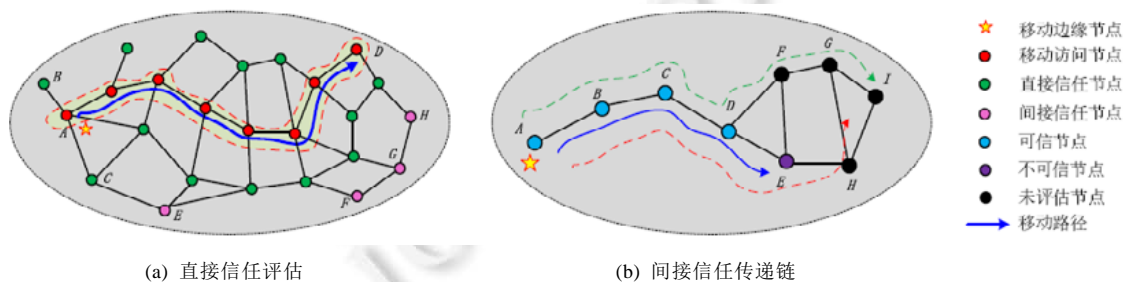 B
A
C
D
E
F
G
H
A
B
C
D
E
F
G
H
I
移动边缘节点
移动访问节点
直接信任节点
间接信任节点
可信节点
不可信节点
未评估节点
移动路径
(a) 直接信任评估
(b) 间接信任传递链